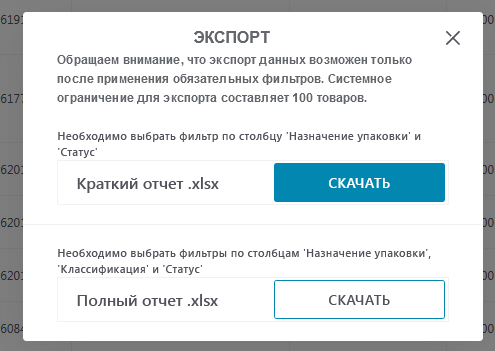 ЭКСПОРТ
Обращаем внимание, что экспорт данных возможен только
после применения обязательных фильтров. Системное
ограничение для экспорта составляет 100 товаров.
Необходимо выбрать фильтр по столбцу 'Назначение упаковки' и
'Статус'
Краткий отчет .xlsx
СКАЧАТЬ
Необходимо выбрать фильтры по столбцам 'Назначение упаковки',
'Классификация' и 'Статус'
Полный отчет .xlsx
СКАЧАТЬ